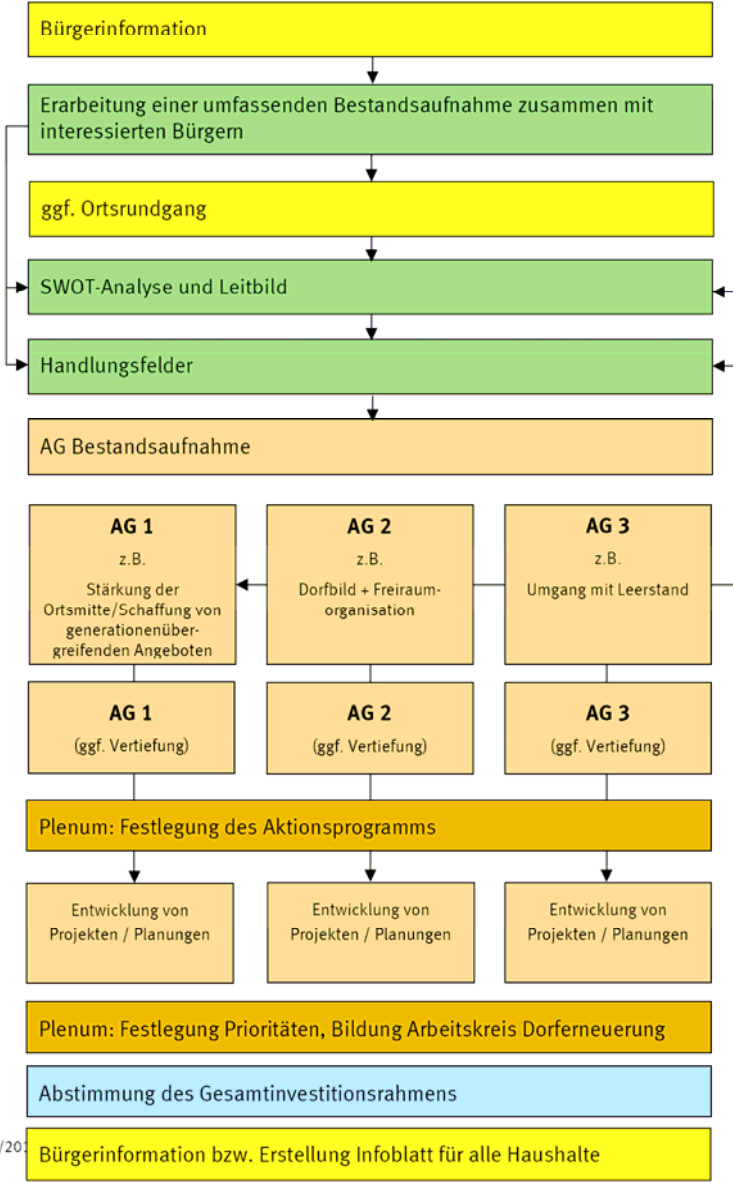 Bürgerinformation
Erarbeitung einer umfassenden Bestandsaufnahme zusammen mit
interessierten Bürgern
ggf. Ortsrundgang
SWOT-Analyse und Leitbild
Handlungsfelder
AG Bestandsaufnahme
AG 1
z.B.
Stärkung der
Ortsmitte/Schaffung von
generationenüber-
greifenden Angeboten
AG 2
z.B.
Dorfbild + Freiraum-
organisation
AG 3
z.B.
Umgang mit Leerstand
AG 1
(ggf. Vertiefung)
AG 2
(ggf. Vertiefung)
AG 3
(ggf. Vertiefung)
Plenum: Festlegung des Aktionsprogramms
Entwicklung von
Projekten / Planungen
Entwicklung von
Projekten / Planungen
Entwicklung von
Projekten / Planungen
Plenum: Festlegung Prioritäten, Bildung Arbeitskreis Dorferneuerung
Abstimmung des Gesamtinvestitionsrahmens
Bürgerinformation bzw. Erstellung Infoblatt für alle Haushalte